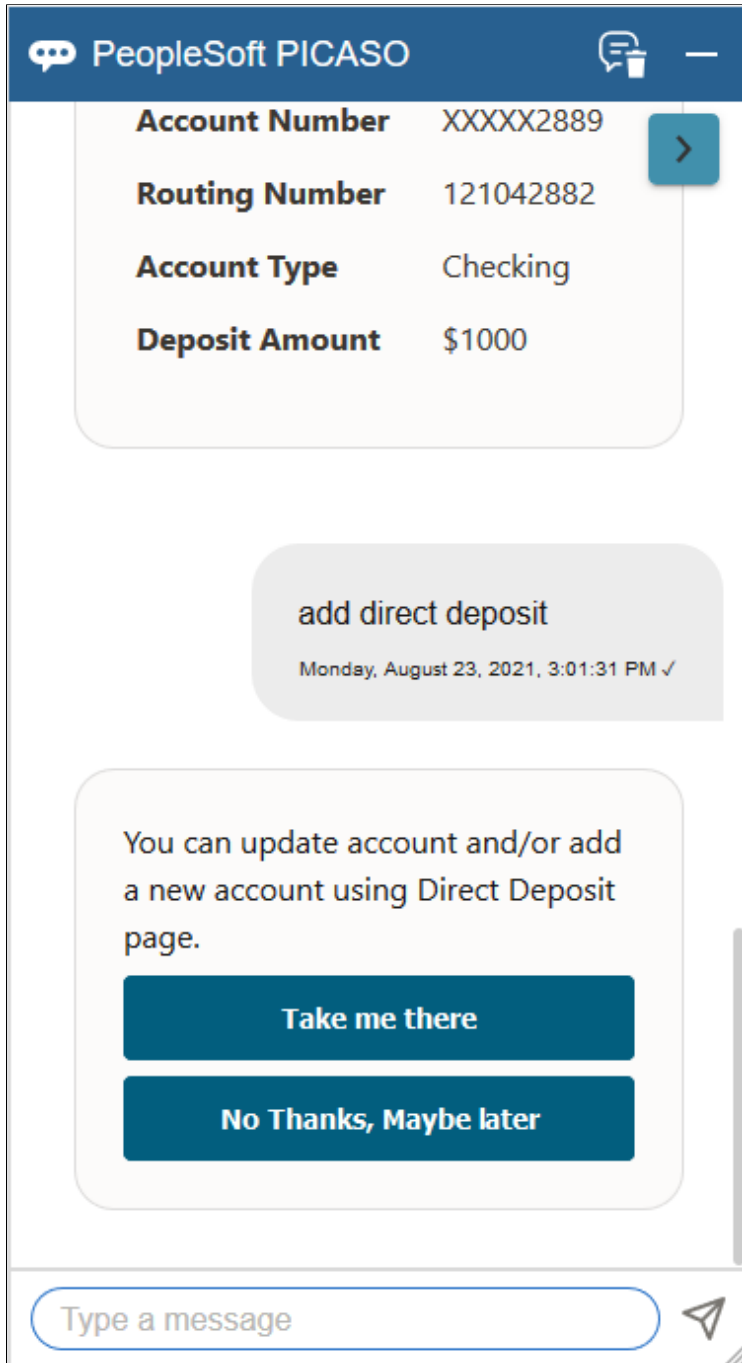 PeopleSoft PICASO
Account Number XXXXX2889
Routing Number 121042882
Account Type Checking
Deposit Amount $1000
add direct deposit
Monday, August 23, 2021, 3:01:31 PM ✓
You can update account and/or add
a new account using Direct Deposit
page.
Take me there
No Thanks, Maybe later
Type a message